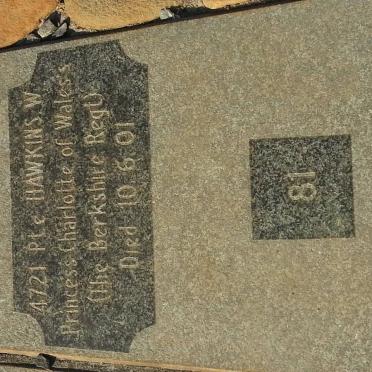 4721 Pte HAWKINS.W
Princess Charlotte of Wales's
(The Berkshire Regt)
Died 10.6.01
81